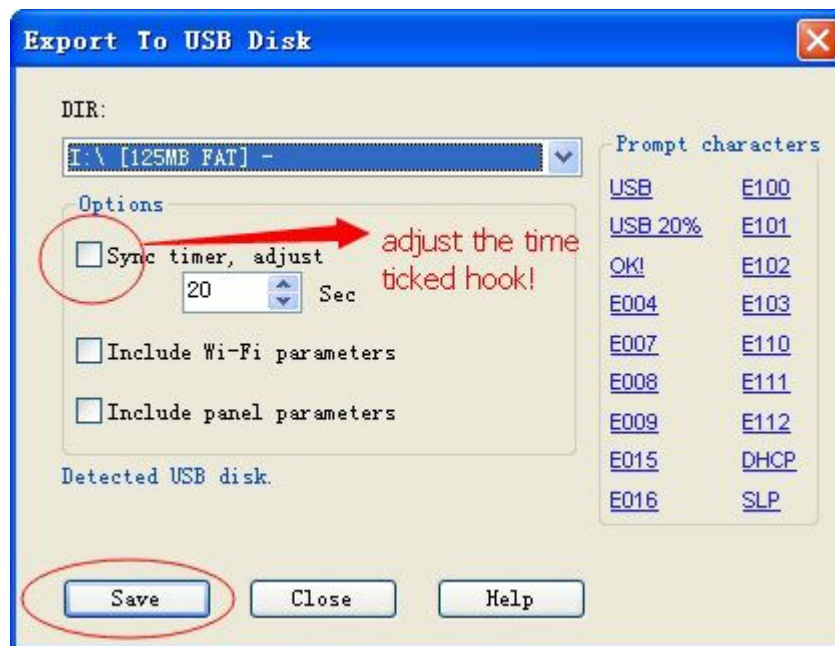 Export To USB Disk
DIR:
I:\ [125MB FAT] -
Options
Sync timer, adjust
20 Sec
Include Wi-Fi parameters
Include panel parameters
Detected USB disk.
adjust the time
ticked hook!
Prompt characters
USB E100
USB 20% E101
OK! E102
E004 E103
E007 E110
E008 E111
E009 E112
E015 DHCP
E016 SLP
Save Close Help